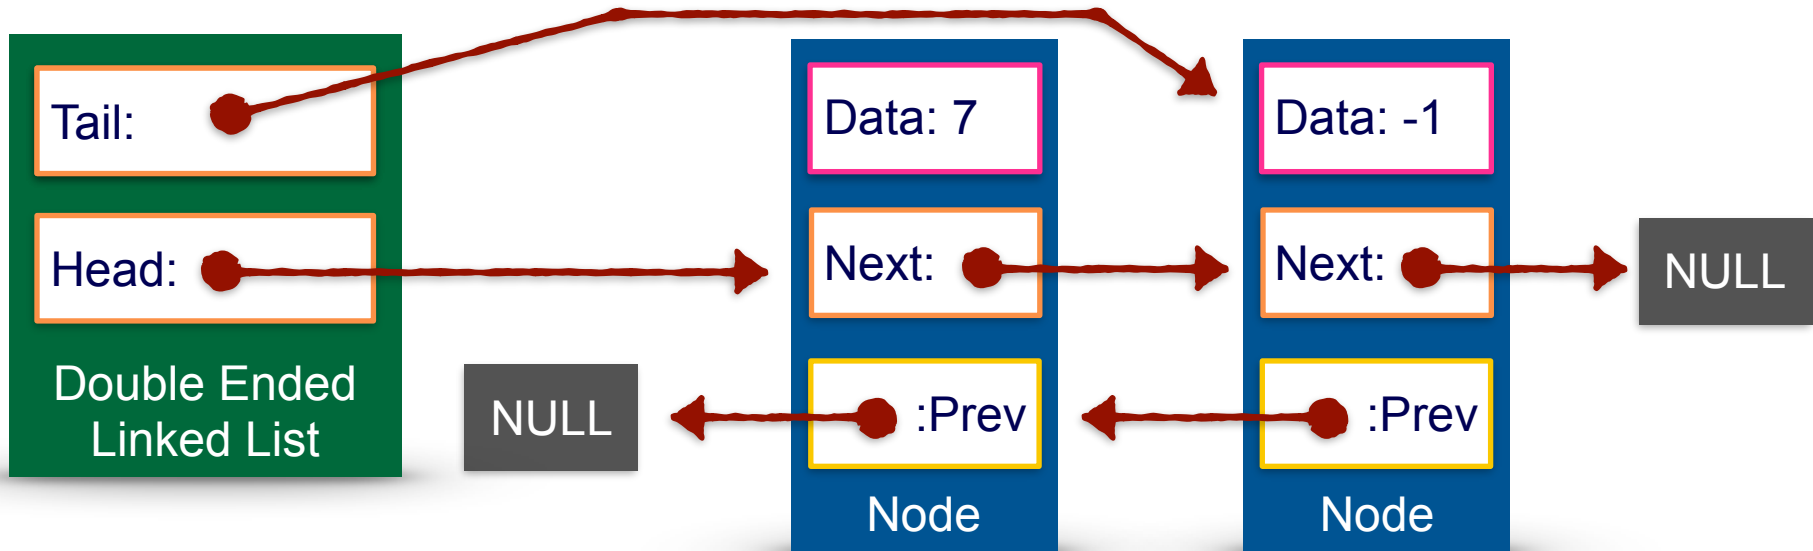 Tail:
Head:
Double Ended
Linked List
NULL
Data: 7
Next:
:Prev
Node
Data: -1
Next:
:Prev
Node
NULL